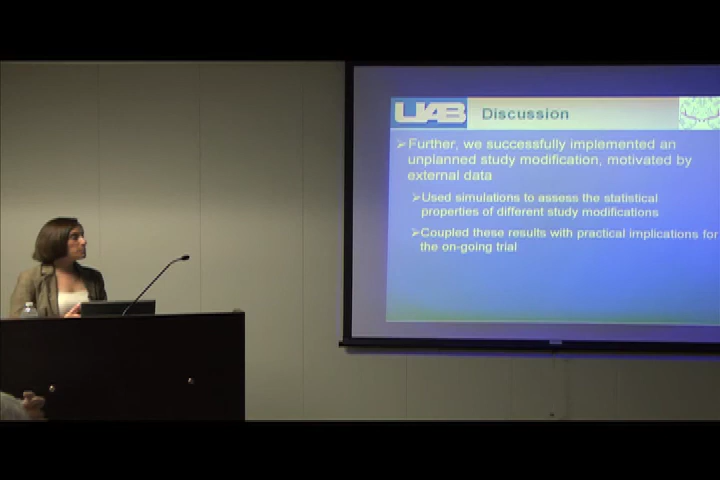 UAB
Discussion
➢Further, we successfully implemented an
unplanned study modification, motivated by
external data
➢Used simulations to assess the statistical
properties of different study modifications
➢Coupled these results with practical implications for
the on-going trial